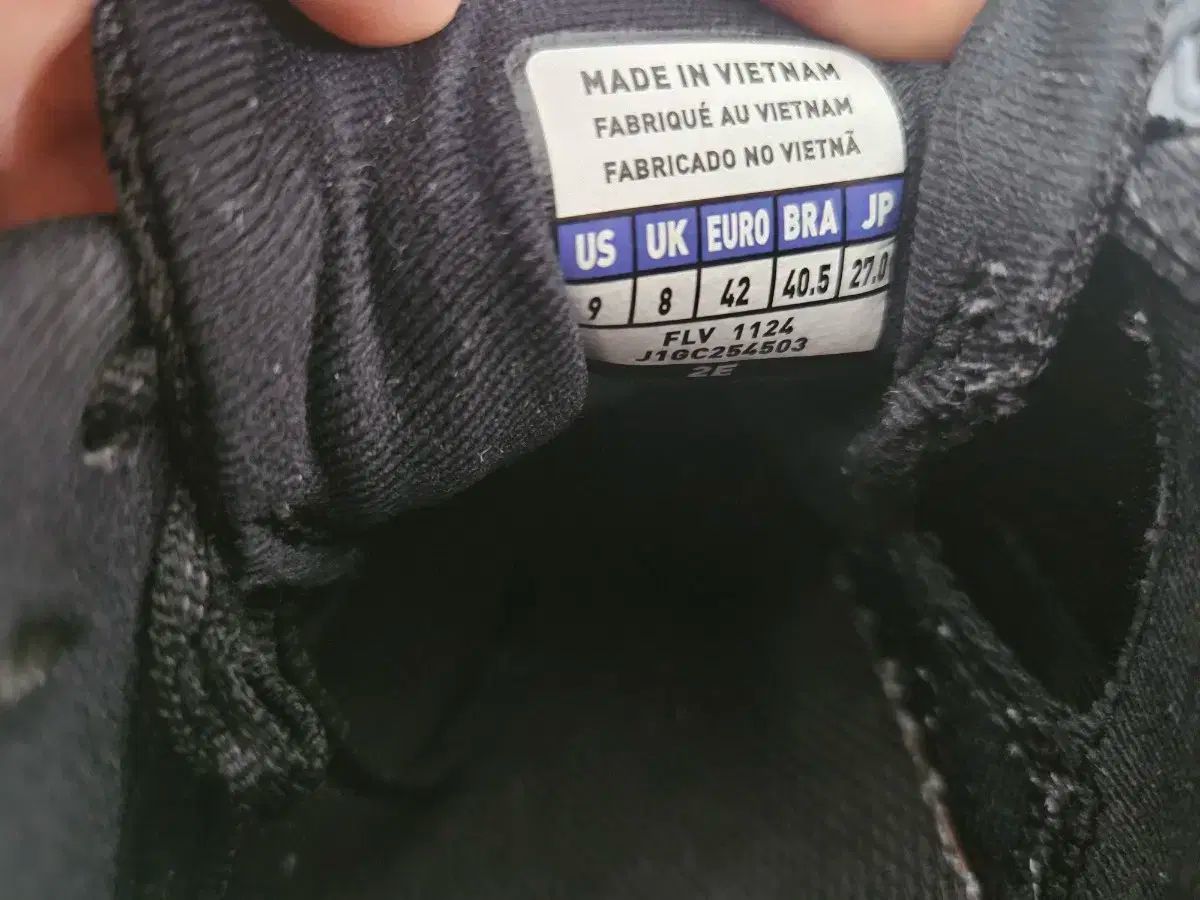 MADE IN VIETNAM
FABRIQUÉ AU VIETNAM
FABRICADO NO VIETNÃ
US UK EURO BRA JP
9 8 42 40.5 27.0
FLV 1124
J1GC254503
2E